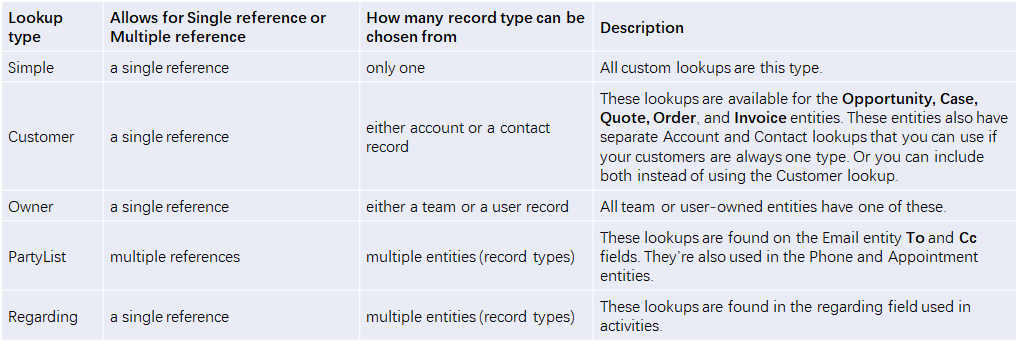 Lookup type
Allows for Single reference or Multiple reference
How many record type can be chosen from
Description
Simple
a single reference
only one
All custom lookups are this type.
Customer
a single reference
either account or a contact record
These lookups are available for the Opportunity, Case,
Quote, Order, and Invoice entities. These entities also have
separate Account and Contact lookups that you can use if
your customers are always one type. Or you can include
both instead of using the Customer lookup.
Owner
a single reference
either a team or a user record
All team or user-owned entities have one of these.
PartyList
multiple references
multiple entities (record types)
These lookups are found on the Email entity To and Cc
fields. They're also used in the Phone and Appointment
entities.
Regarding
a single reference
multiple entities (record types)
These lookups are found in the regarding field used in
activities.